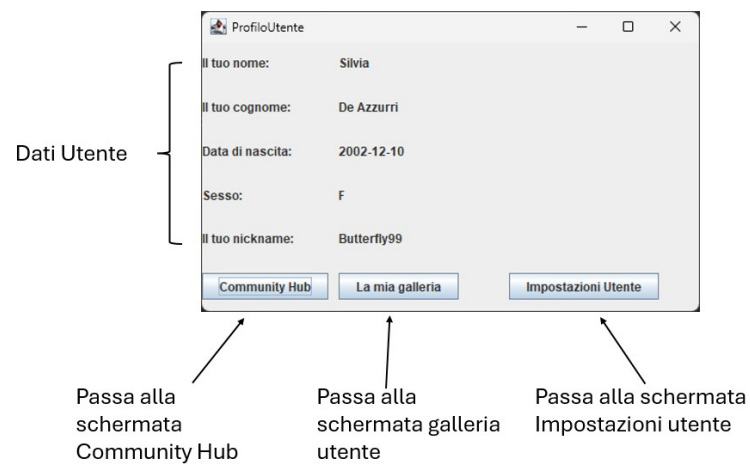 ProfiloUtente
Il tuo nome: Silvia
Il tuo cognome: De Azzurri
Dati Utente
Data di nascita: 2002-12-10
Sesso: F
Il tuo nickname: Butterfly99
Community Hub La mia galleria Impostazioni Utente
Passa alla
schermata
Community Hub
Passa alla
schermata galleria
utente
Passa alla schermata
Impostazioni utente